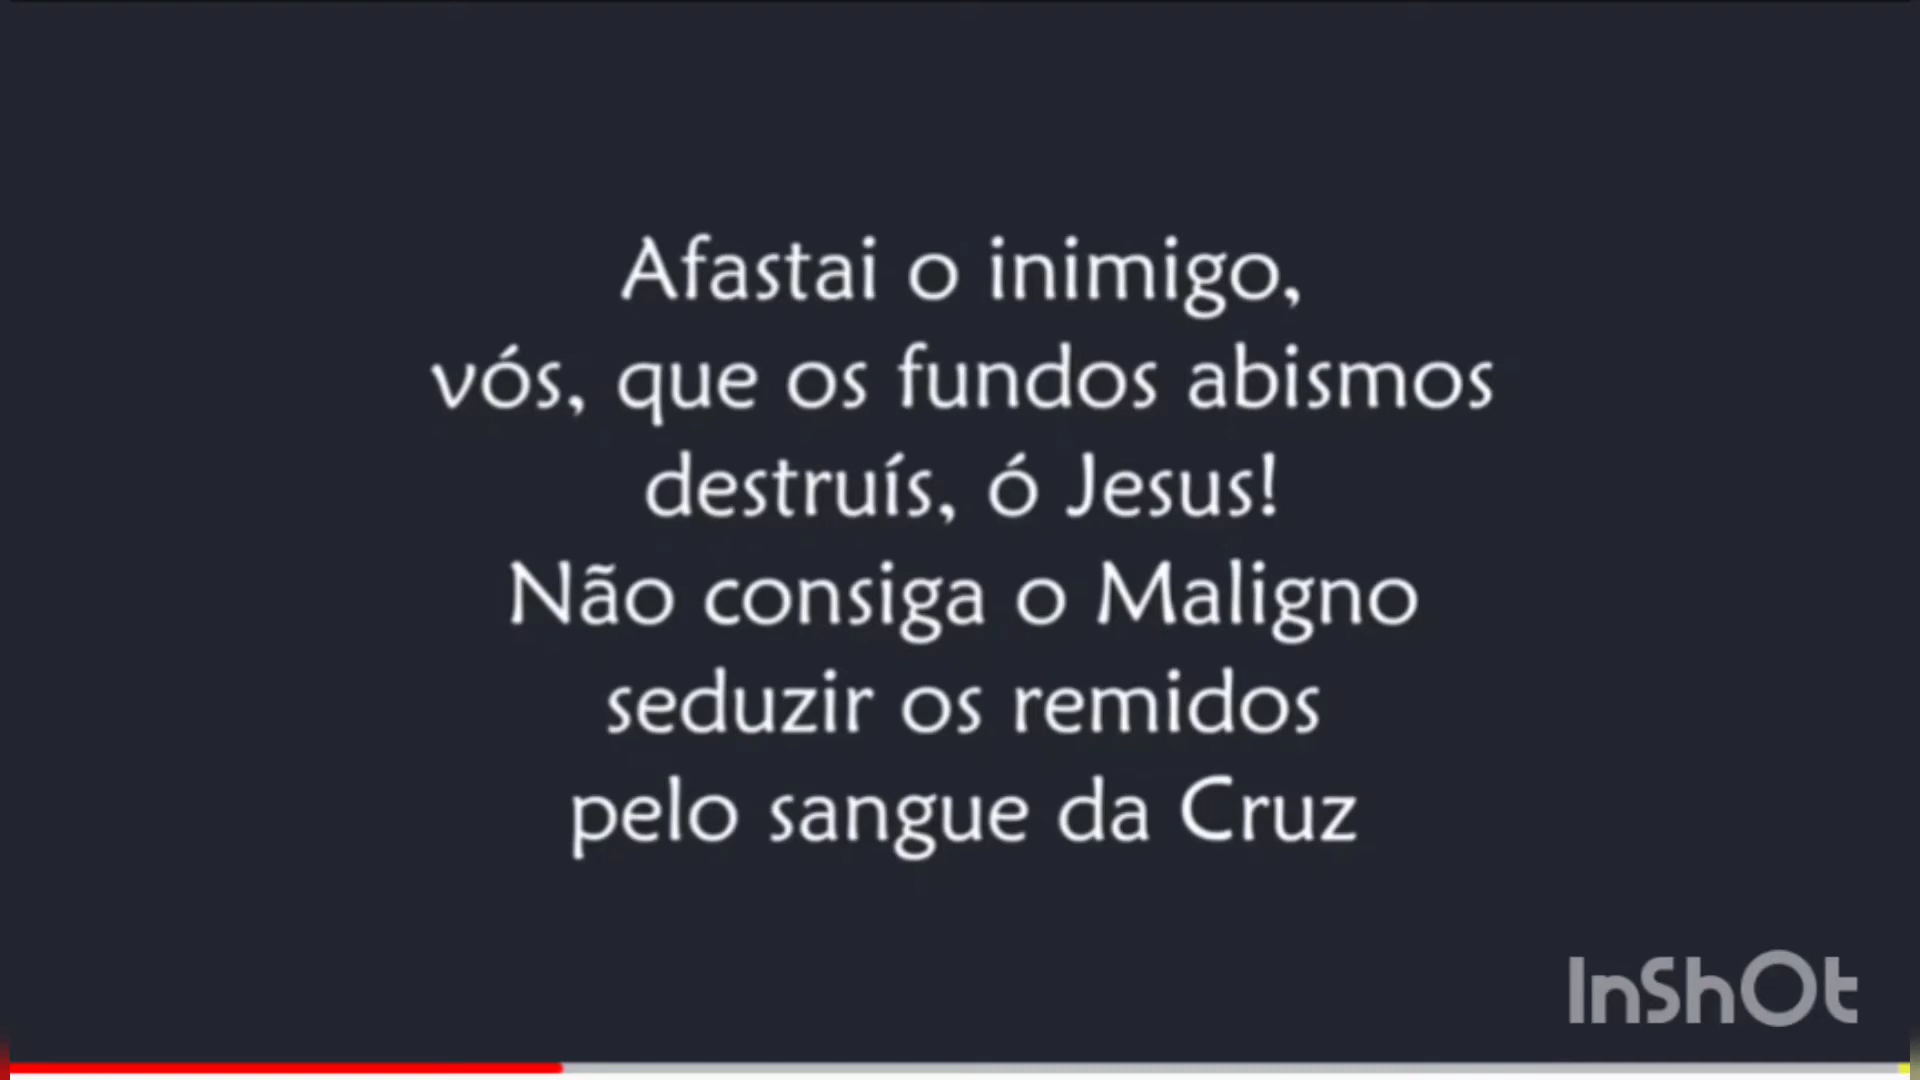 Afastai o inimigo,
vós, que os fundos abismos
destruís, ó Jesus!
Não consiga o Maligno
seduzir os remidos
pelo sangue da Cruz
InShOt